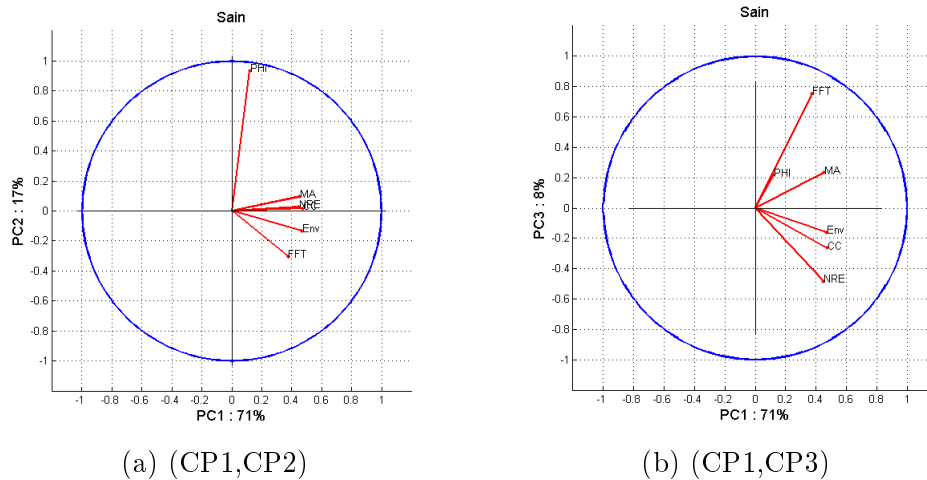 Sain
1
0.8
0.6
0.4
0.2
0
-0.2
-0.4
-0.6
-0.8
-1
PC2 : 17%
PHI
MA
NRE
Env
FFT
-1 -0.8 -0.6 -0.4 -0.2 0 0.2 0.4 0.6 0.8 1
PC1 : 71%
(a) (CP1,CP2)
Sain
1
0.8
0.6
0.4
0.2
0
-0.2
-0.4
-0.6
-0.8
-1
PC3 : 8%
FFT
PHI
MA
Env
CC
NRE
-1 -0.8 -0.6 -0.4 -0.2 0 0.2 0.4 0.6 0.8 1
PC1 : 71%
(b) (CP1,CP3)